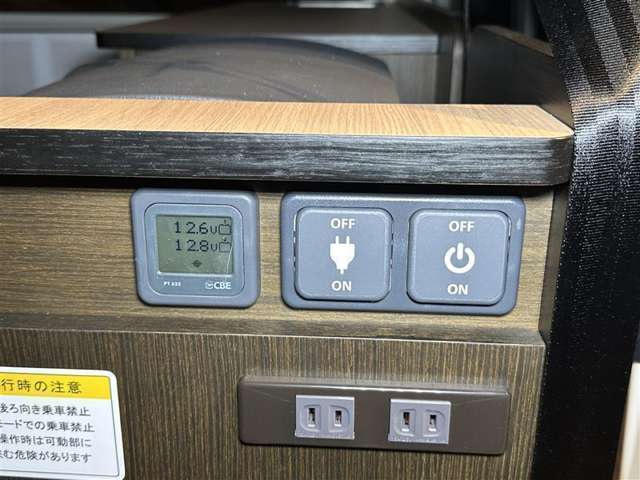 12.6V
12.8V
PT 632
CBE
OFF
ON
OFF
ON
行時の注意
後ろ向き乗車禁止
モードでの乗車禁止
操作時は可動部に
む危険があります